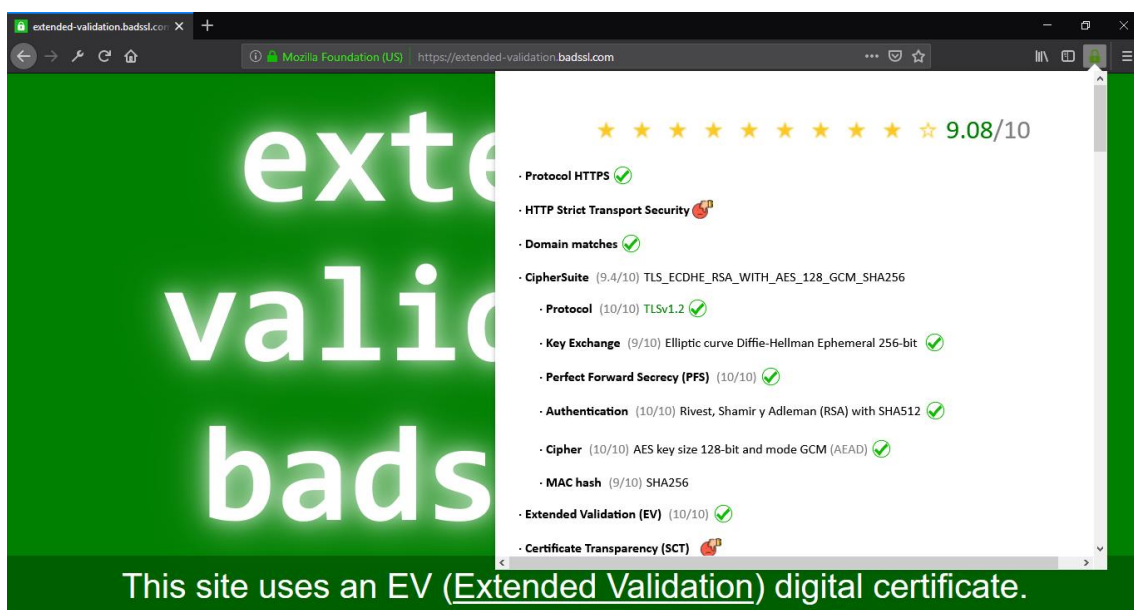 extended-validation.badssl.con
Mozilla Foundation (US) https://extended-validation.badssl.com
exte
valid
bads
9.08/10
· Protocol HTTPS
· HTTP Strict Transport Security
· Domain matches
· CipherSuite (9.4/10) TLS_ECDHE_RSA_WITH_AES_128_GCM_SHA256
· Protocol (10/10) TLSv1.2
· Key Exchange (9/10) Elliptic curve Diffie-Hellman Ephemeral 256-bit
· Perfect Forward Secrecy (PFS) (10/10)
· Authentication (10/10) Rivest, Shamir y Adleman (RSA) with SHA512
· Cipher (10/10) AES key size 128-bit and mode GCM (AEAD)
· MAC hash (9/10) SHA256
· Extended Validation (EV) (10/10)
· Certificate Transparency (SCT)
This site uses an EV (Extended Validation) digital certificate.